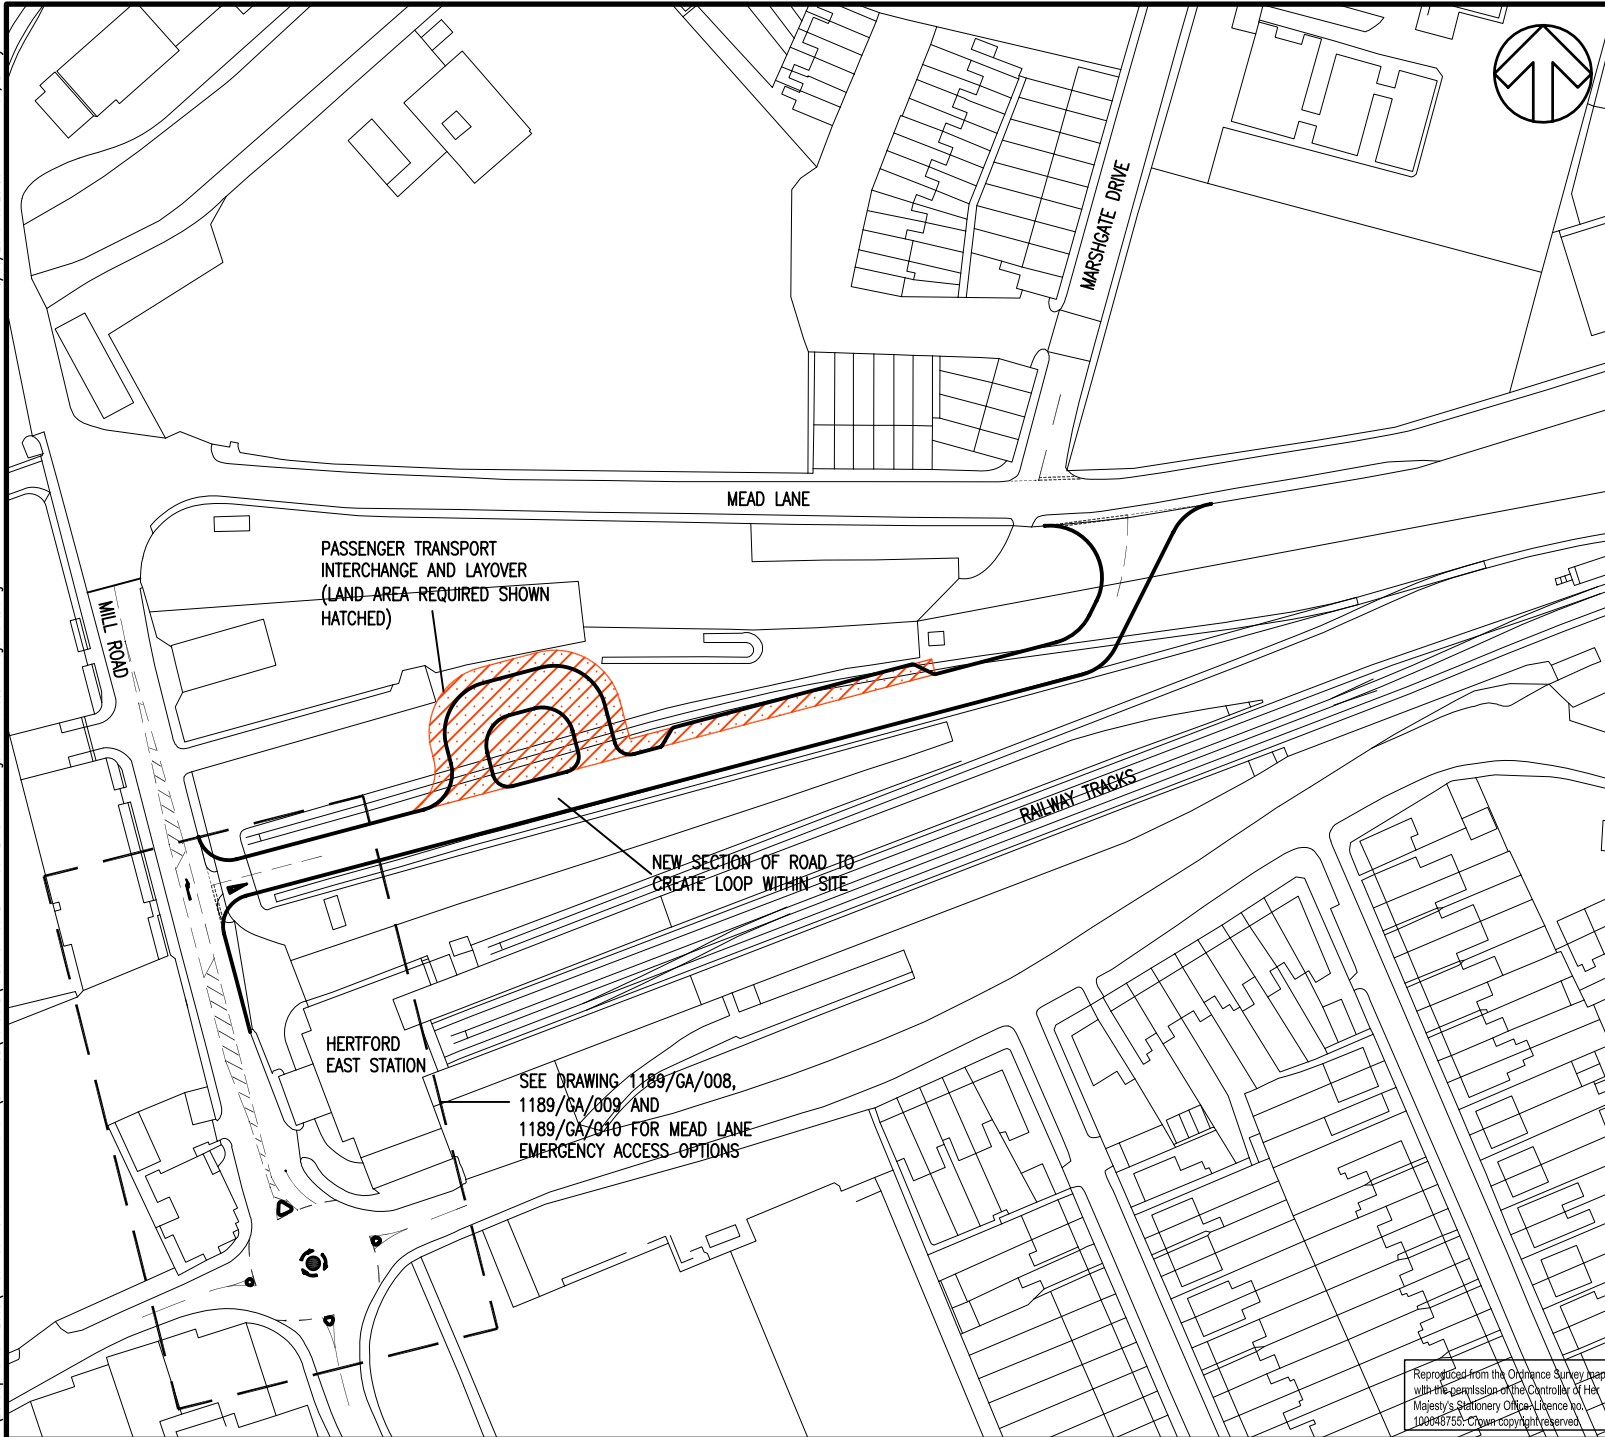 MARSHGATE DRIVE
MEAD LANE
PASSENGER TRANSPORT
INTERCHANGE AND LAYOVER
(LAND AREA REQUIRED SHOWN
HATCHED)
MILL ROAD
RAILWAY TRACKS
NEW SECTION OF ROAD TO
CREATE LOOP WITHIN SITE
HERTFORD
EAST STATION
SEE DRAWING 1189/GA/008,
1189/GA/009 AND
1189/GA/010 FOR MEAD LANE
EMERGENCY ACCESS OPTIONS
Reproduced from the Ordnance Survey map
with the permission of the Controller of Her
Majesty's Stationery Office. Licence no.
100048755. Crown copyright reserved.